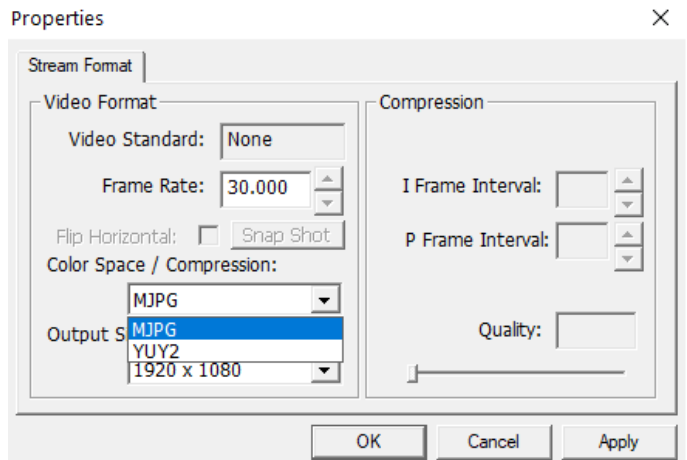 Properties
Stream Format
Video Format
Video Standard: None
Frame Rate: 30.000
Flip Horizontal: Snap Shot
Color Space / Compression:
MJPG
MJPG
YUY2
Output S
1920 x 1080
Compression
I Frame Interval:
P Frame Interval:
Quality:
OK Cancel Apply